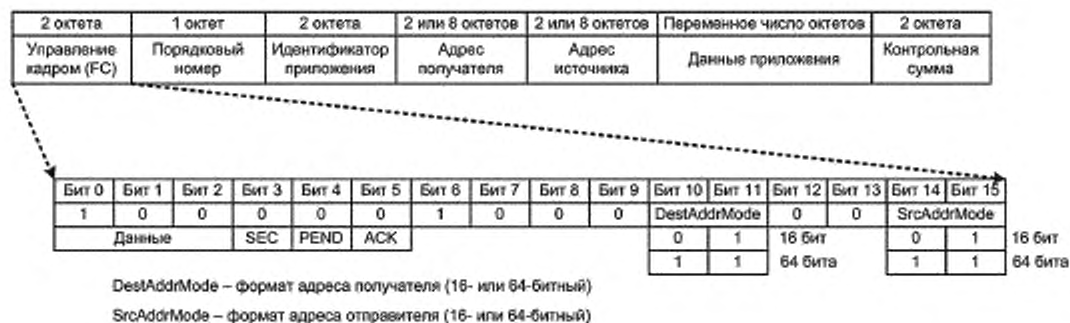 2 октета 1 октет 2 октета 2 или 8 октетов 2 или 8 октетов Переменное число октетов 2 октета
Управление кадром (FC) Порядковый номер Идентификатор приложения Адрес получателя Адрес источника Данные приложения Контрольная сумма
Бит 0 Бит 1 Бит 2 Бит 3 Бит 4 Бит 5 Бит 6 Бит 7 Бит 8 Бит 9 Бит 10 Бит 11 Бит 12 Бит 13 Бит 14 Бит 15
1 0 0 0 0 0 1 0 0 0 DestAddrMode 0 0 SrcAddrMode
Данные SEC PEND ACK 0 1 16 бит 0 1 16 бит
1 1 64 бита 1 1 64 бита
DestAddrMode – формат адреса получателя (16- или 64-битный)
SrcAddrMode – формат адреса отправителя (16- или 64-битный)